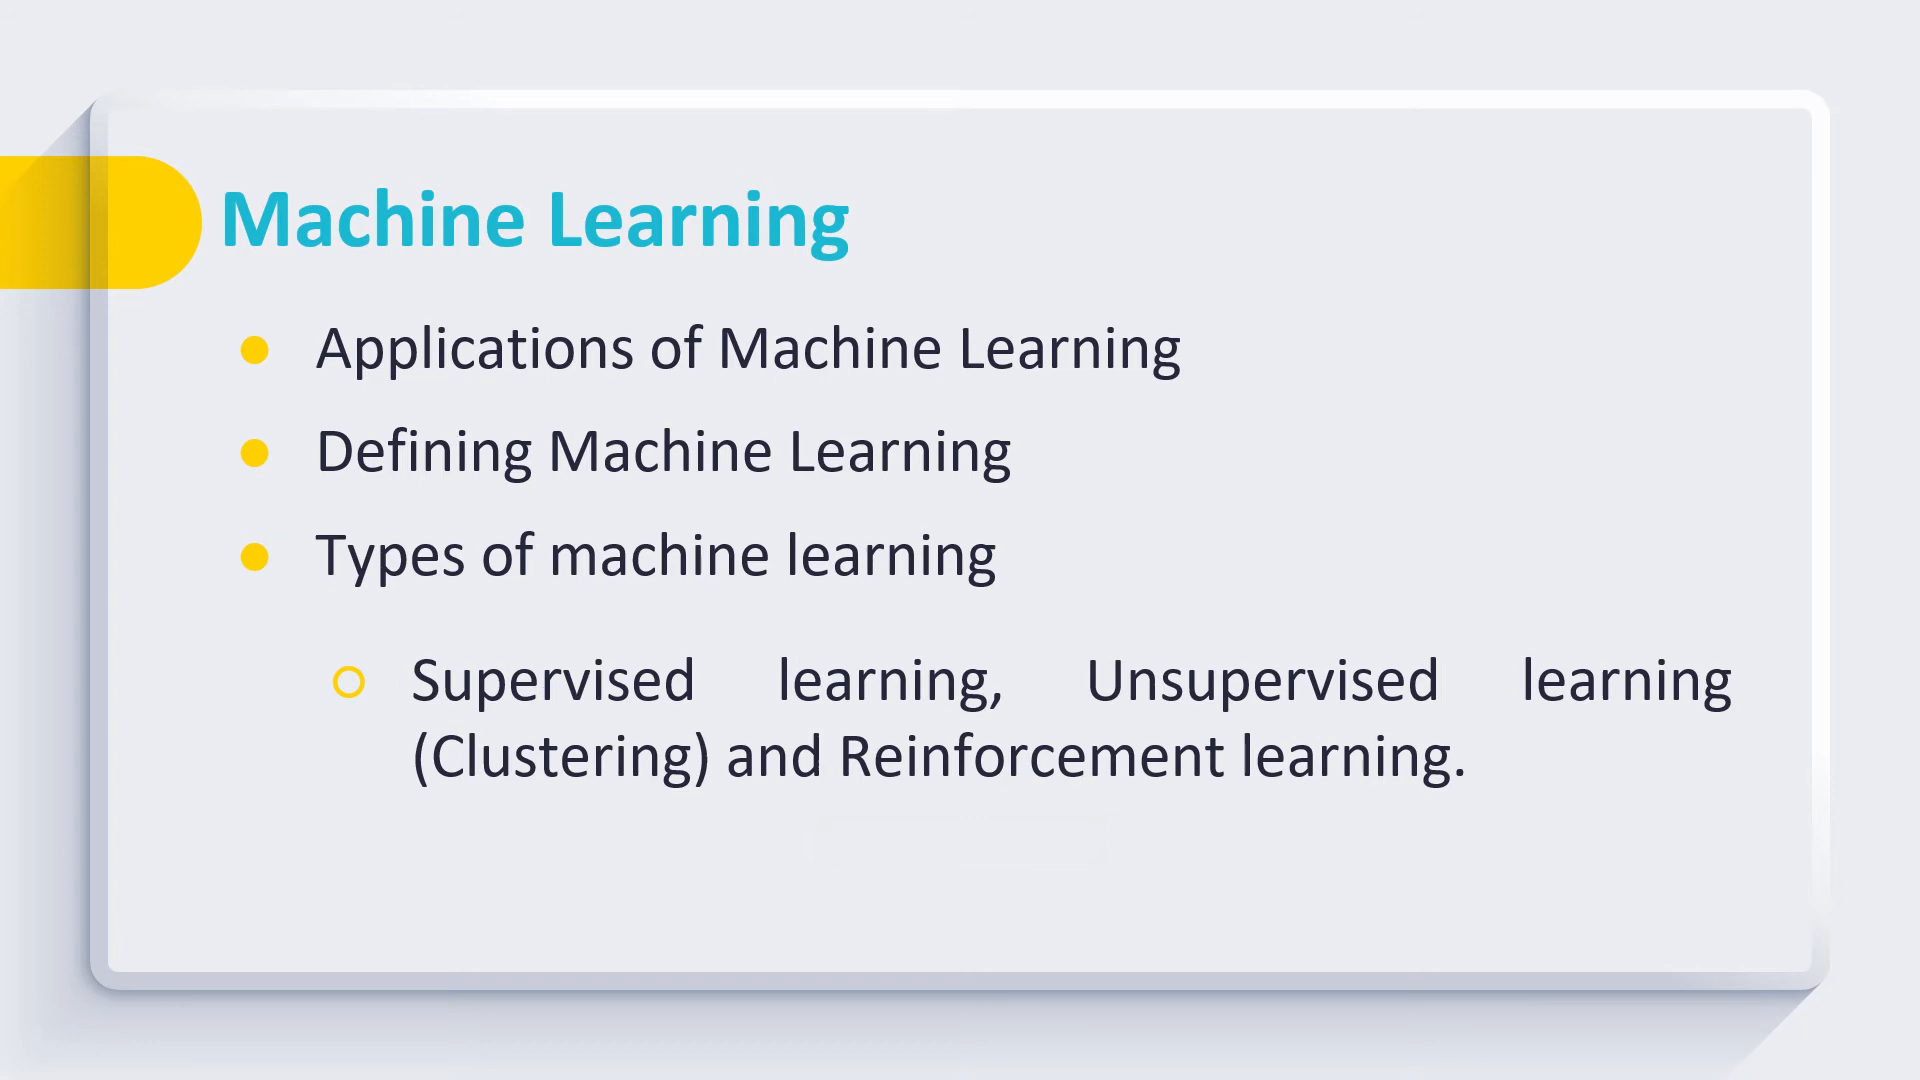 Machine Learning
Applications of Machine Learning
Defining Machine Learning
Types of machine learning
Supervised learning, Unsupervised learning
(Clustering) and Reinforcement learning.